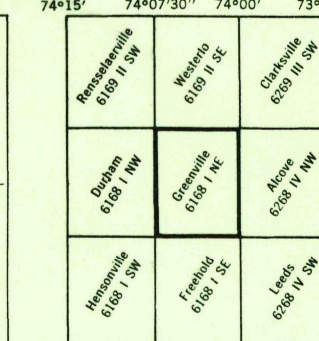 74°15' 74°07'30" 74°00' 73°
Rensselaerville
6169 II SW
Westerlo
6169 II SE
Clarksville
6269 III SW
Durham
6168 I NW
Greenville
6168 I NE
Alcove
6268 IV NW
Hensonville
6168 I SW
Freehold
6168 I SE
Leeds
6268 IV SW